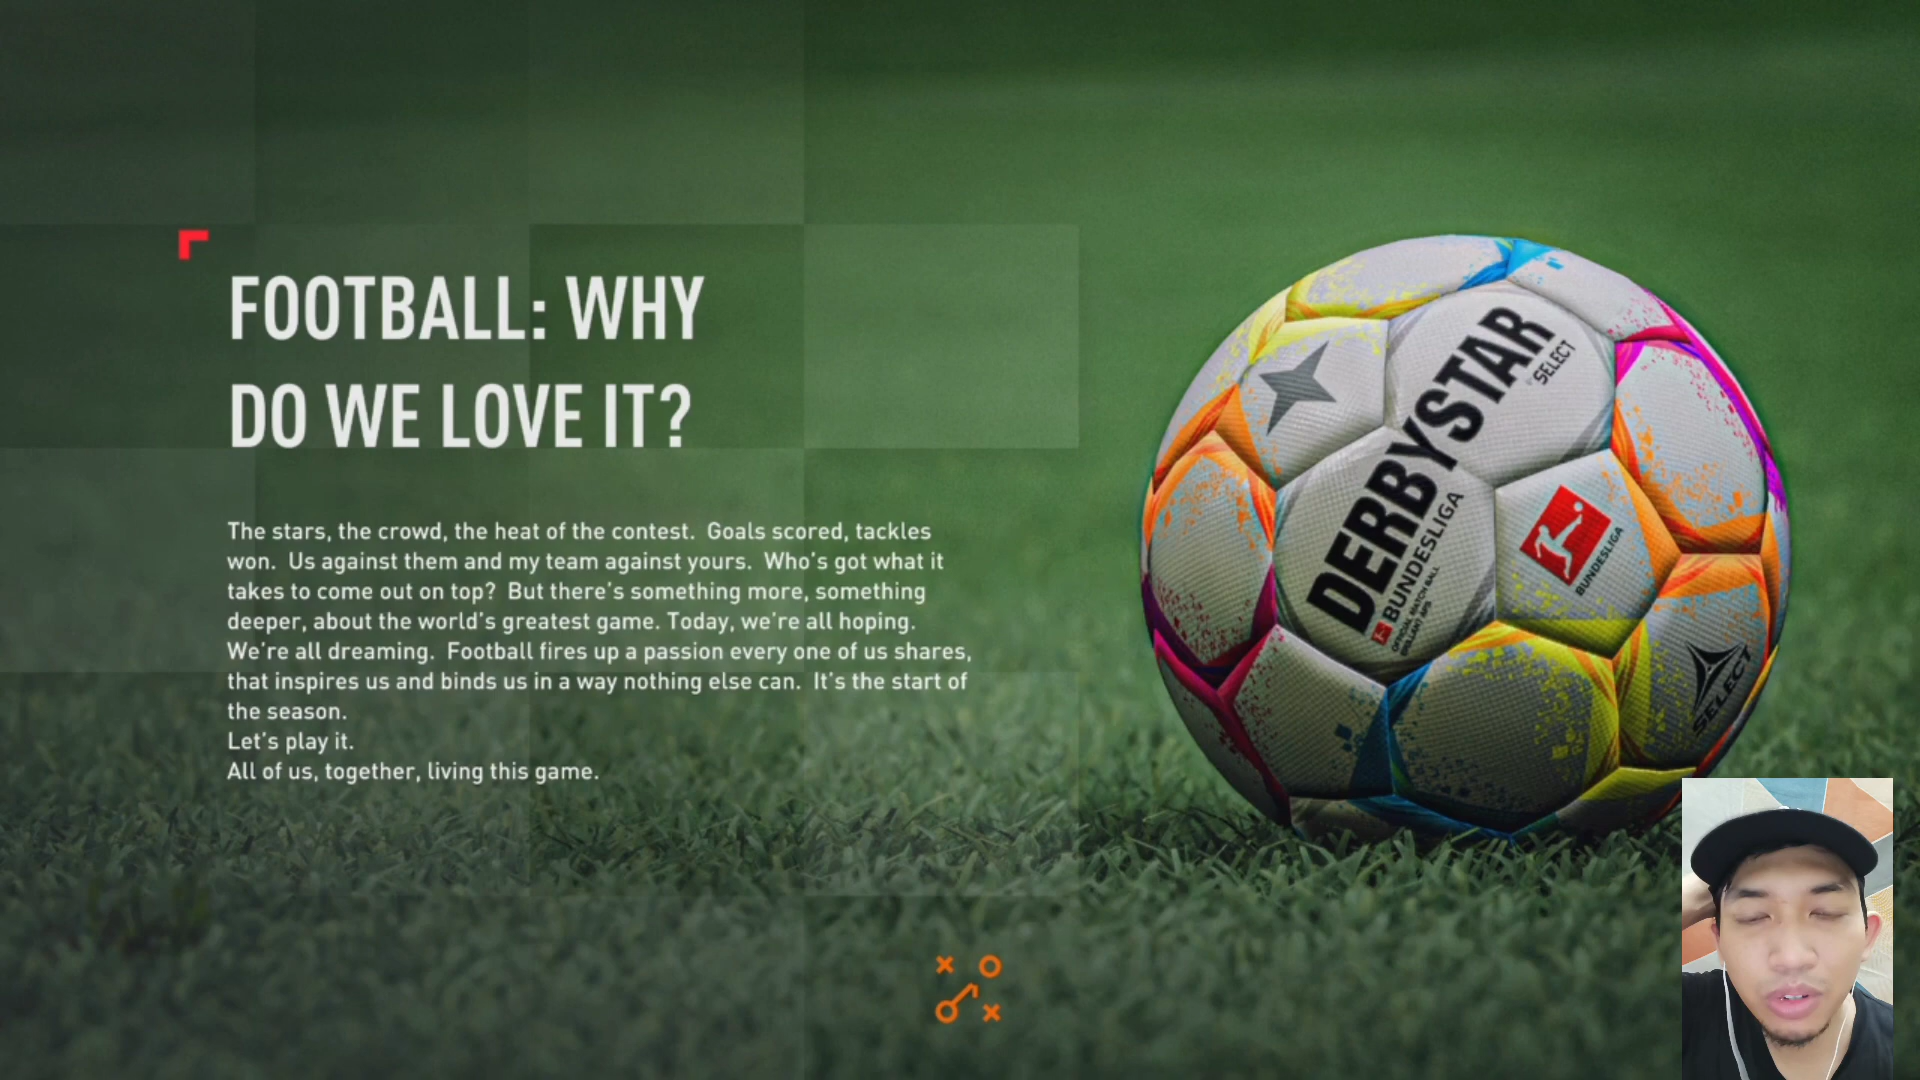 FOOTBALL: WHY
DO WE LOVE IT?
The stars, the crowd, the heat of the contest.  Goals scored, tackles
won.  Us against them and my team against yours.  Who's got what it
takes to come out on top?  But there's something more, something
deeper, about the world's greatest game. Today, we're all hoping.
We're all dreaming.  Football fires up a passion every one of us shares,
that inspires us and binds us in a way nothing else can.  It's the start of
the season.
Let's play it.
All of us, together, living this game.
DERBYSTAR
SELECT
BUNDESLIGA
OFFICIAL MATCH BALL
BRILLANT APS
BUNDESLIGA
SELECT